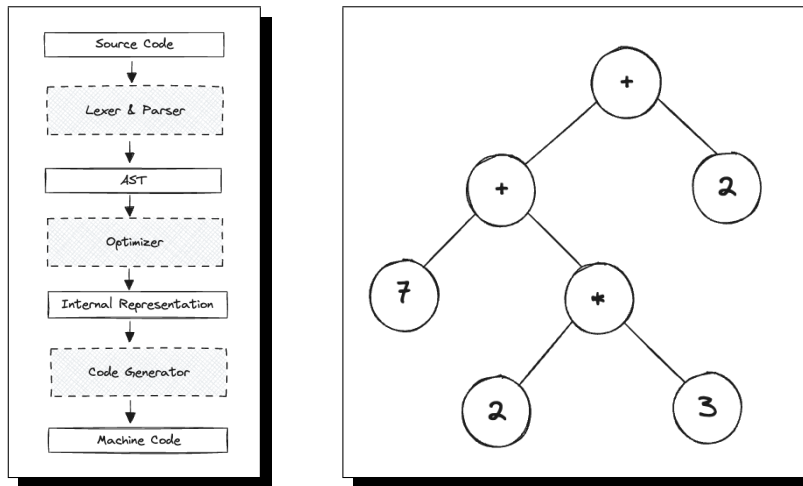 Source Code
Lexer & Parser
AST
Optimizer
Internal Representation
Code Generator
Machine Code
+
+
2
7
*
2
3